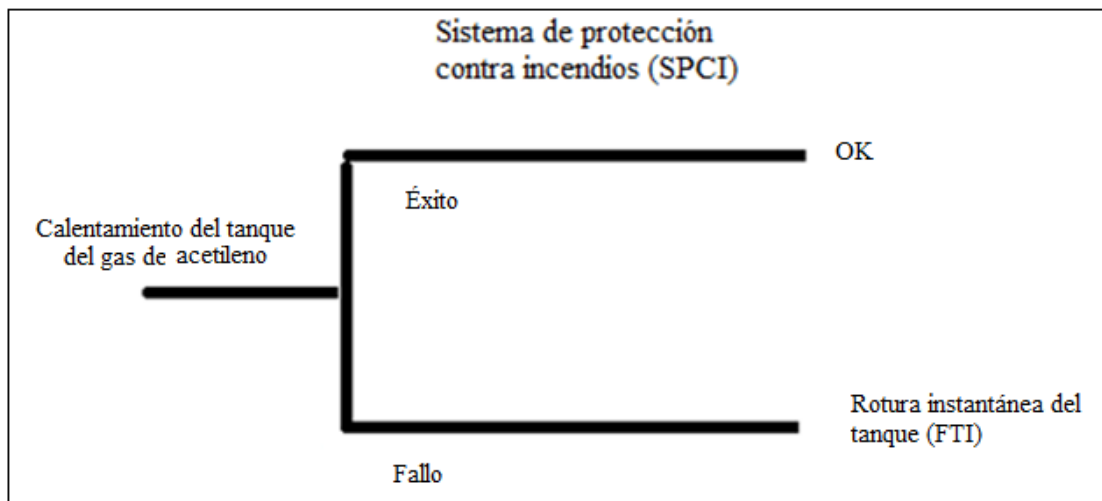 Sistema de protección
contra incendios (SPCI)
OK
Éxito
Calentamiento del tanque
del gas de acetileno
Rotura instantánea del
tanque (FTI)
Fallo